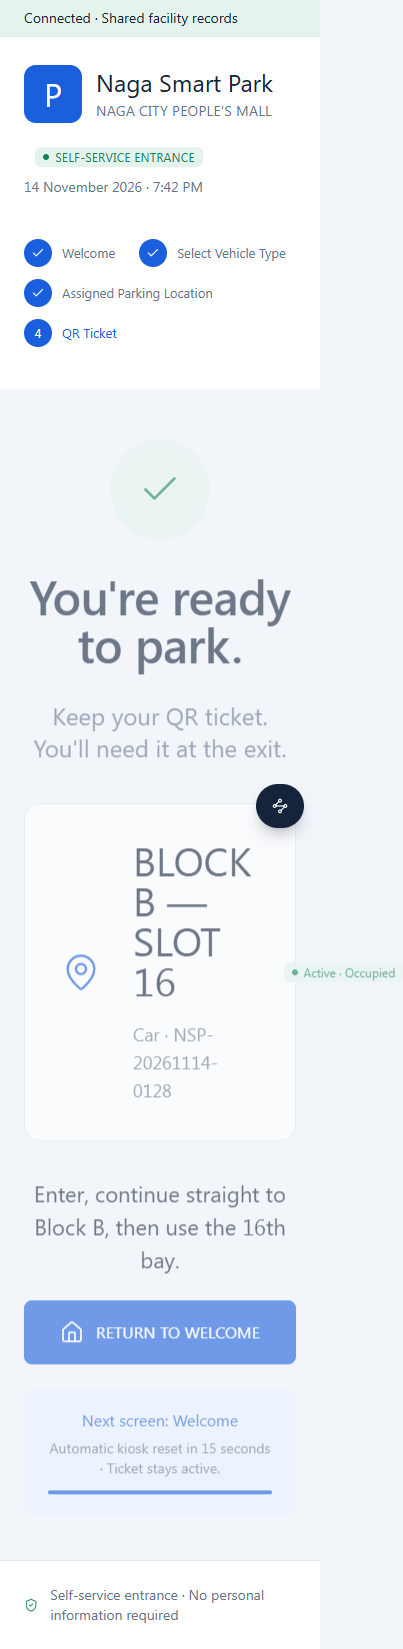 Connected · Shared facility records
P
Naga Smart Park
NAGA CITY PEOPLE'S MALL
SELF-SERVICE ENTRANCE
14 November 2026 · 7:42 PM
Welcome
Select Vehicle Type
Assigned Parking Location
4 QR Ticket
You're ready
to park.
Keep your QR ticket.
You'll need it at the exit.
BLOCK
B —
SLOT
16
Active · Occupied
Car · NSP-
20261114-
0128
Enter, continue straight to
Block B, then use the 16th
bay.
RETURN TO WELCOME
Next screen: Welcome
Automatic kiosk reset in 15 seconds
· Ticket stays active.
Self-service entrance · No personal
information required